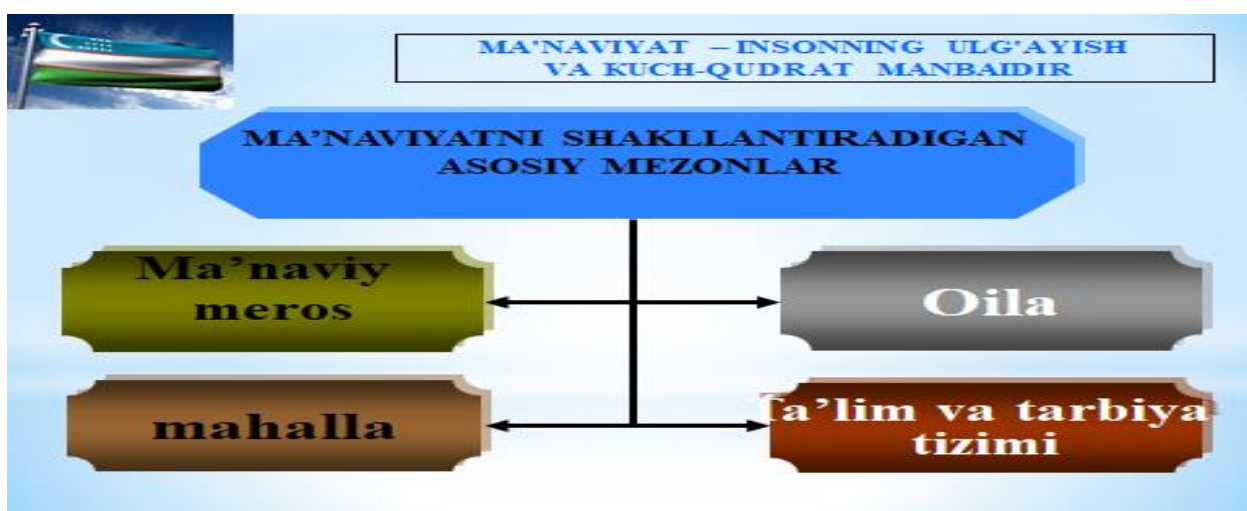 MA'NAVIYAT – INSONNING ULG'AYISH
VA KUCH-QUDRAT MANBAIDIR
MA’NAVIYATNI SHAKLLANTIRADIGAN
ASOSIY MEZONLAR
Ma’naviy
meros
Oila
mahalla
Ta’lim va tarbiya
tizimi